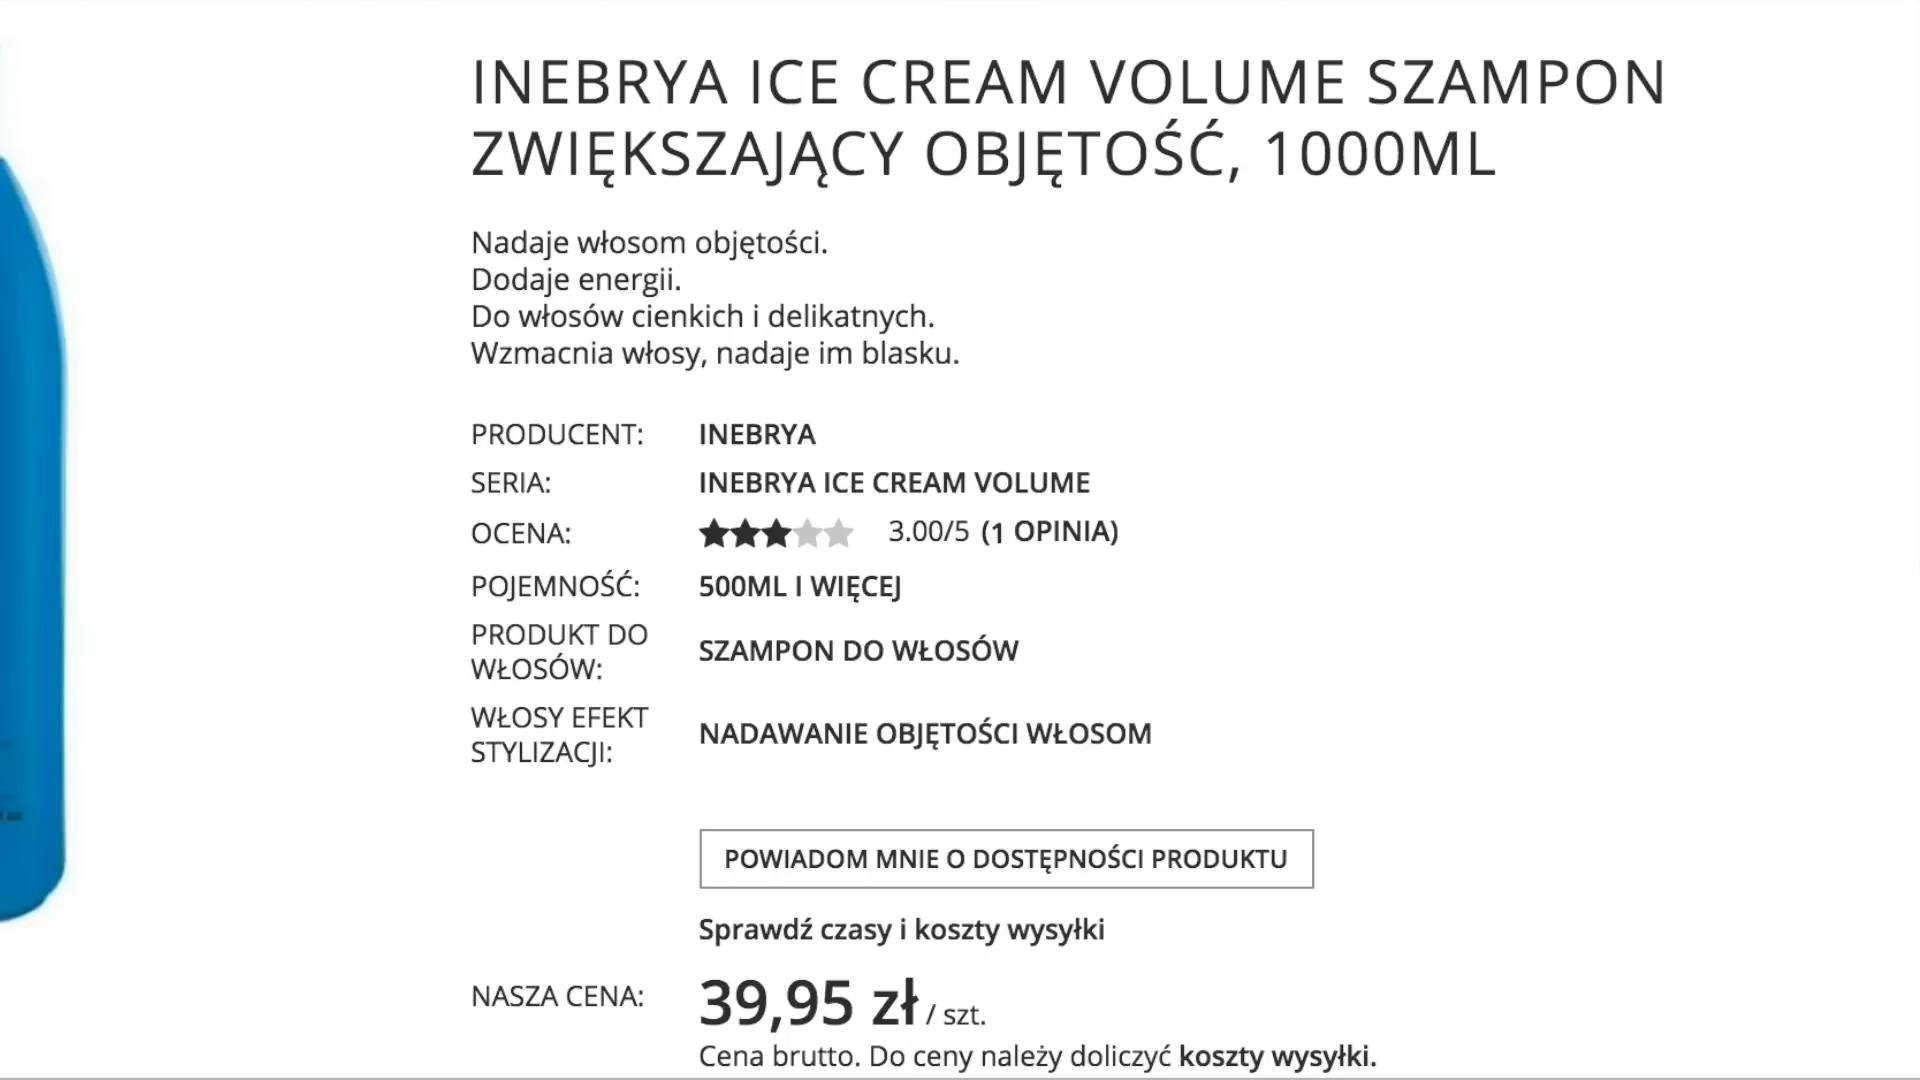 INEBRYA ICE CREAM VOLUME SZAMPON
ZWIĘKSZAJĄCY OBJĘTOŚĆ, 1000ML
Nadaje włosom objętości.
Dodaje energii.
Do włosów cienkich i delikatnych.
Wzmacnia włosy, nadaje im blasku.
PRODUCENT: INEBRYA
SERIA: INEBRYA ICE CREAM VOLUME
OCENA: 3.00/5 (1 OPINIA)
POJEMNOŚĆ: 500ML I WIĘCEJ
PRODUKT DO
WŁOSÓW:
SZAMPON DO WŁOSÓW
WŁOSY EFEKT
STYLIZACJI:
NADAWANIE OBJĘTOŚCI WŁOSOM
POWIADOM MNIE O DOSTĘPNOŚCI PRODUKTU
Sprawdź czasy i koszty wysyłki
NASZA CENA: 39,95 zł / szt.
Cena brutto. Do ceny należy doliczyć koszty wysyłki.